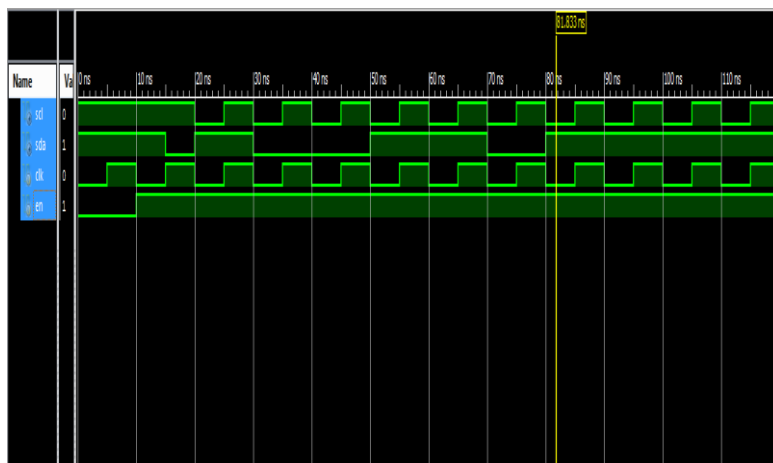 81.833 ns
Name Va
0 ns 10 ns 20 ns 30 ns 40 ns 50 ns 60 ns 70 ns 80 ns 90 ns 100 ns 110 ns
scl 0
sda 1
clk 0
en 1